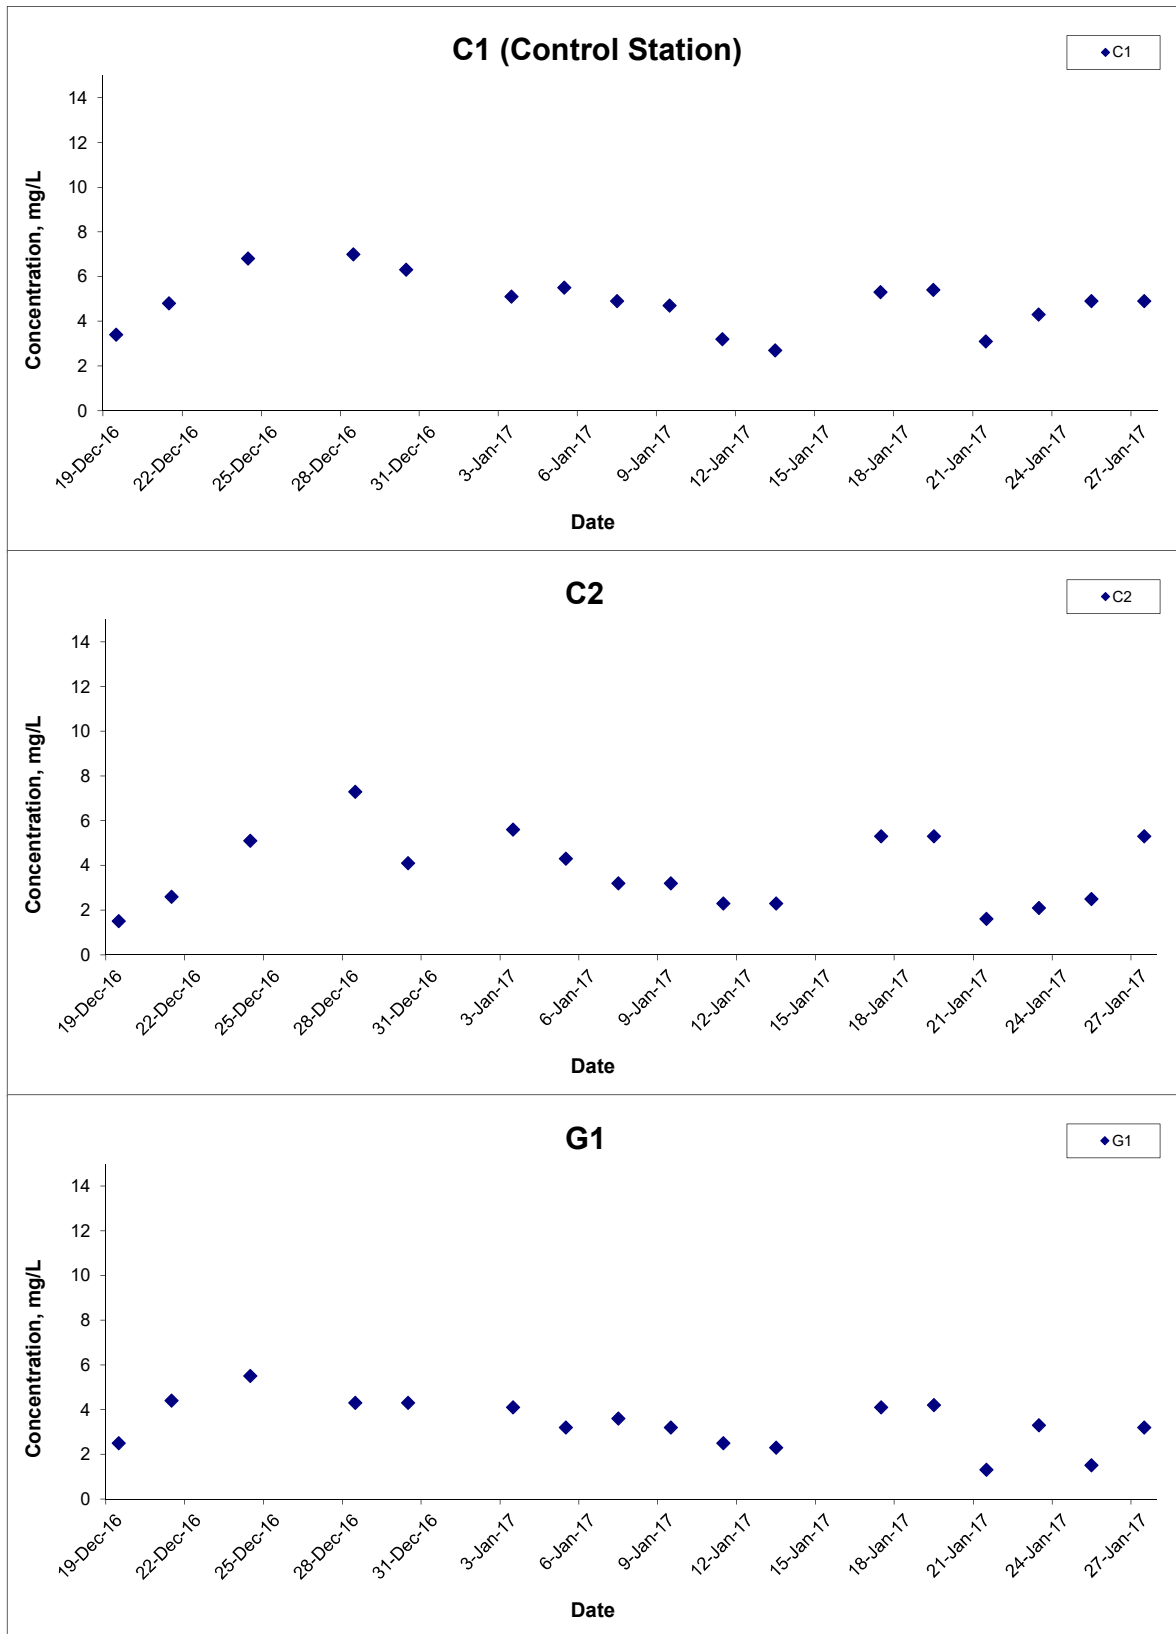 C1 (Control Station)
C1
Concentration, mg/L
14
12
10
8
6
4
2
0
19-Dec-16
22-Dec-16
25-Dec-16
28-Dec-16
31-Dec-16
3-Jan-17
6-Jan-17
9-Jan-17
12-Jan-17
15-Jan-17
18-Jan-17
21-Jan-17
24-Jan-17
27-Jan-17
Date
C2
C2
Concentration, mg/L
14
12
10
8
6
4
2
0
19-Dec-16
22-Dec-16
25-Dec-16
28-Dec-16
31-Dec-16
3-Jan-17
6-Jan-17
9-Jan-17
12-Jan-17
15-Jan-17
18-Jan-17
21-Jan-17
24-Jan-17
27-Jan-17
Date
G1
G1
Concentration, mg/L
14
12
10
8
6
4
2
0
19-Dec-16
22-Dec-16
25-Dec-16
28-Dec-16
31-Dec-16
3-Jan-17
6-Jan-17
9-Jan-17
12-Jan-17
15-Jan-17
18-Jan-17
21-Jan-17
24-Jan-17
27-Jan-17
Date